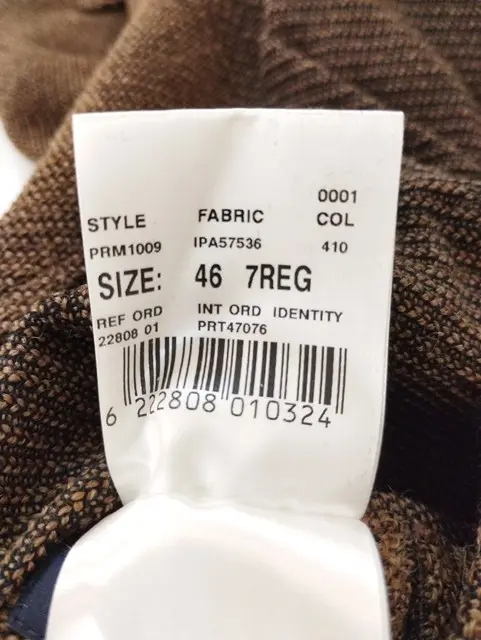 0001
STYLE FABRIC COL
PRM1009 IPA57536 410
SIZE: 46 7REG
REF ORD INT ORD IDENTITY
22808 01 PRT47076
6 222808 010324